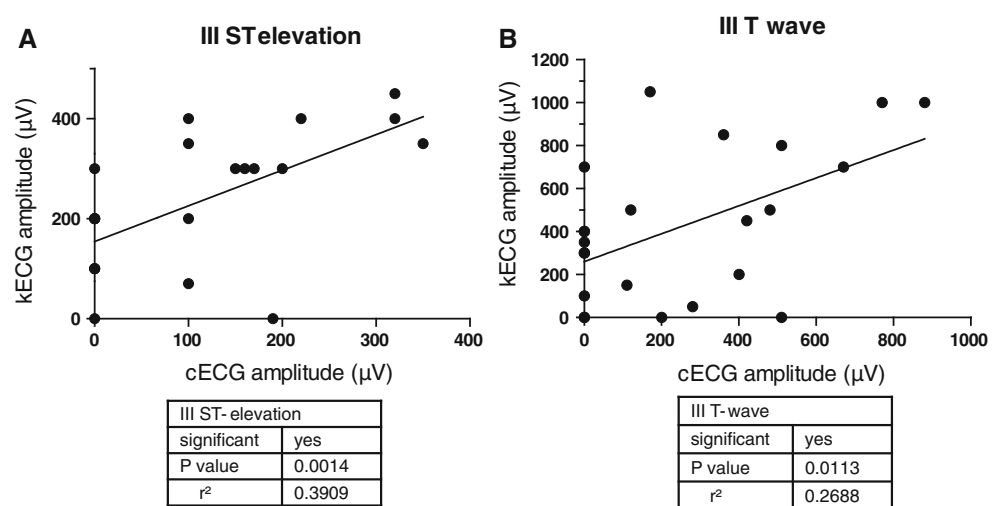 A
III ST elevation
kECG amplitude (µV)
400
200
0
0 100 200 300 400
cECG amplitude (µV)
III ST- elevation
significant yes
P value 0.0014
r² 0.3909
B
III T wave
kECG amplitude (µV)
1200
1000
800
600
400
200
0
0 200 400 600 800 1000
cECG amplitude (µV)
III T-wave
significant yes
P value 0.0113
r² 0.2688